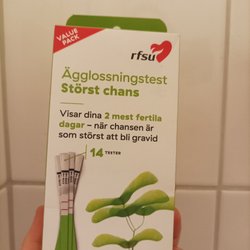 VALUE
PACK
rfsu
Ägglossningstest
Störst chans
Visar dina 2 mest fertila
dagar – när chansen är
som störst att bli gravid
14 TESTER